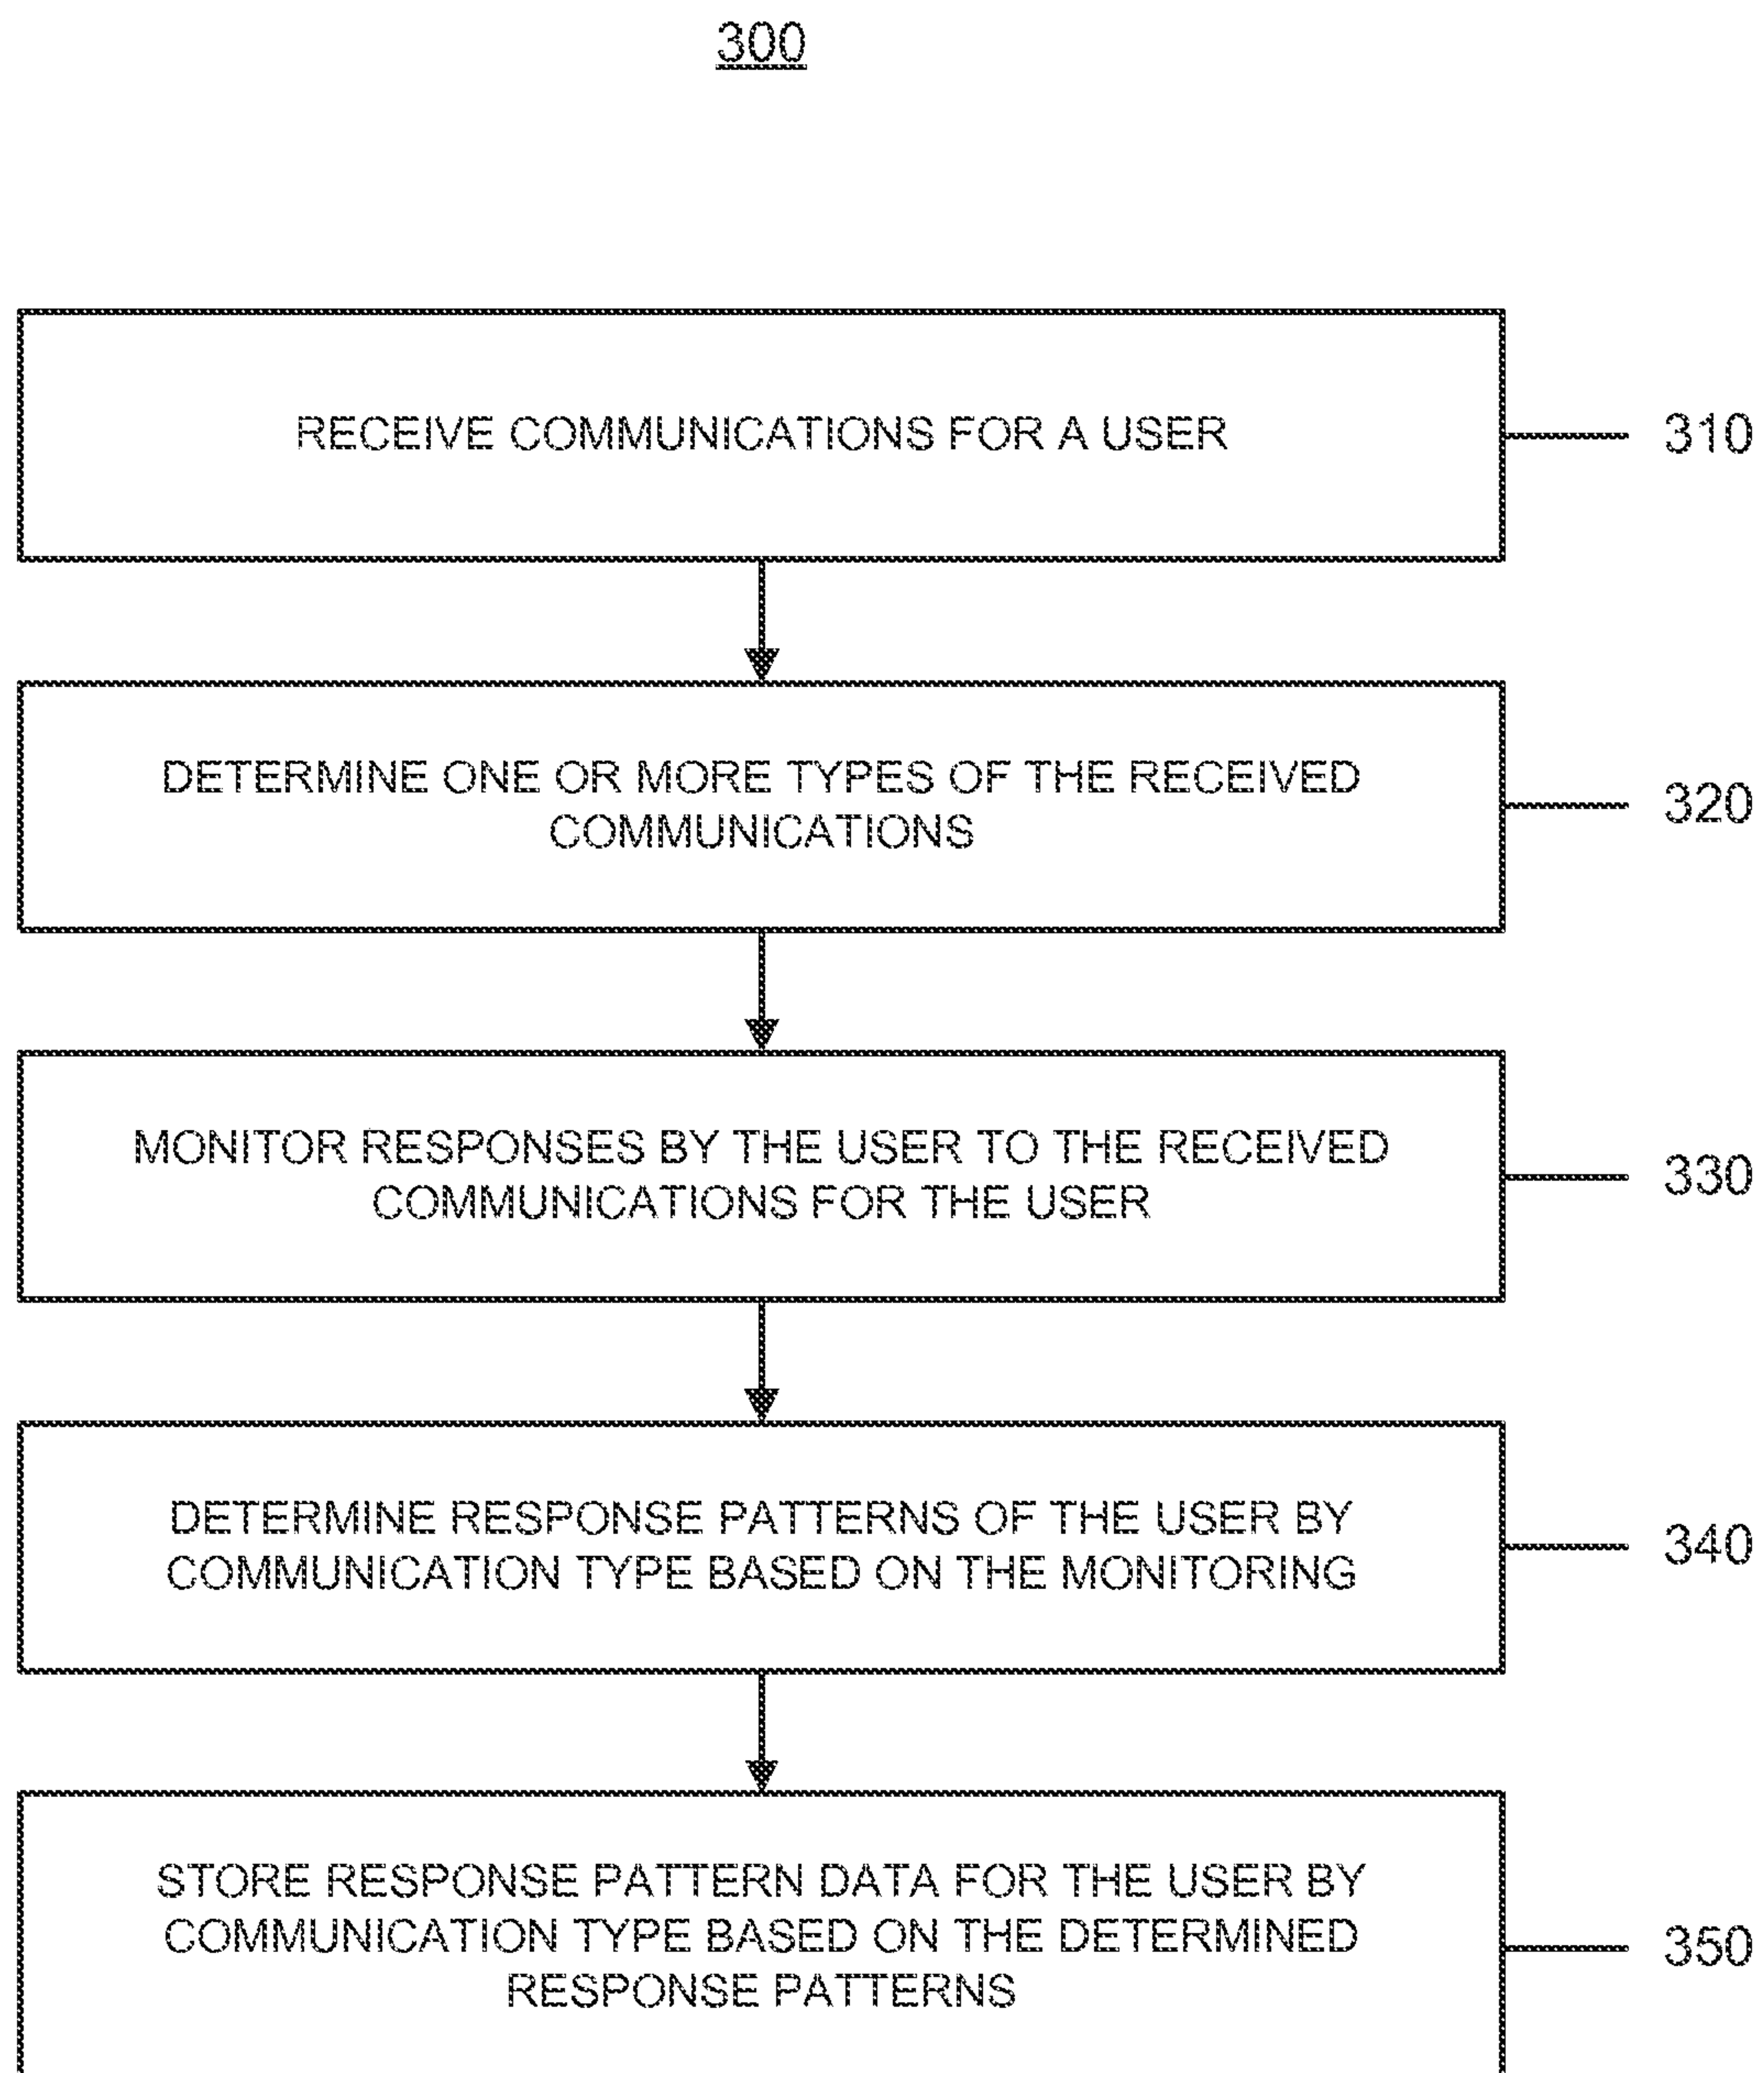 300
RECEIVE COMMUNICATIONS FOR A USER
310
DETERMINE ONE OR MORE TYPES OF THE RECEIVED
COMMUNICATIONS
320
MONITOR RESPONSES BY THE USER TO THE RECEIVED
COMMUNICATIONS FOR THE USER
330
DETERMINE RESPONSE PATTERNS OF THE USER BY
COMMUNICATION TYPE BASED ON THE MONITORING
340
STORE RESPONSE PATTERN DATA FOR THE USER BY
COMMUNICATION TYPE BASED ON THE DETERMINED
RESPONSE PATTERNS
350